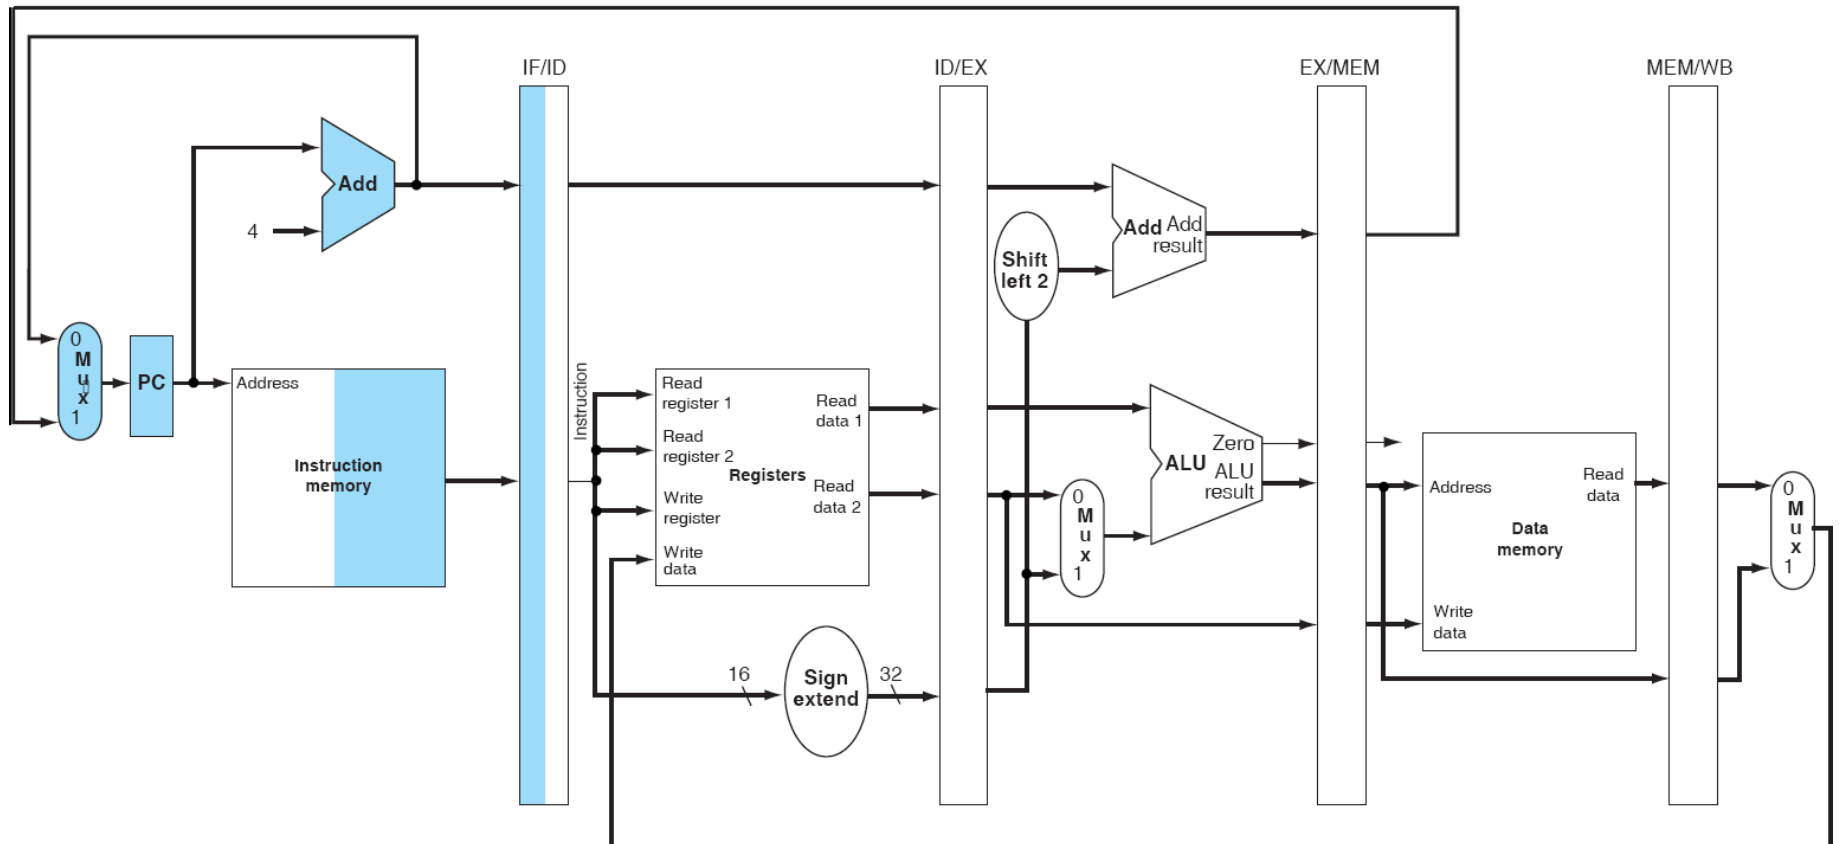 IF/ID
ID/EX
EX/MEM
MEM/WB
Add
4
Add Add
result
Shift
left 2
0
M
u
x
1
PC
Address
Instruction
memory
Instruction
Read
register 1
Read
register 2
Write
register
Write
data
Registers
Read
data 1
Read
data 2
16
Sign
extend
32
0
M
u
x
1
Zero
ALU
ALU
result
Address
Read
data
Data
memory
Write
data
0
M
u
x
1